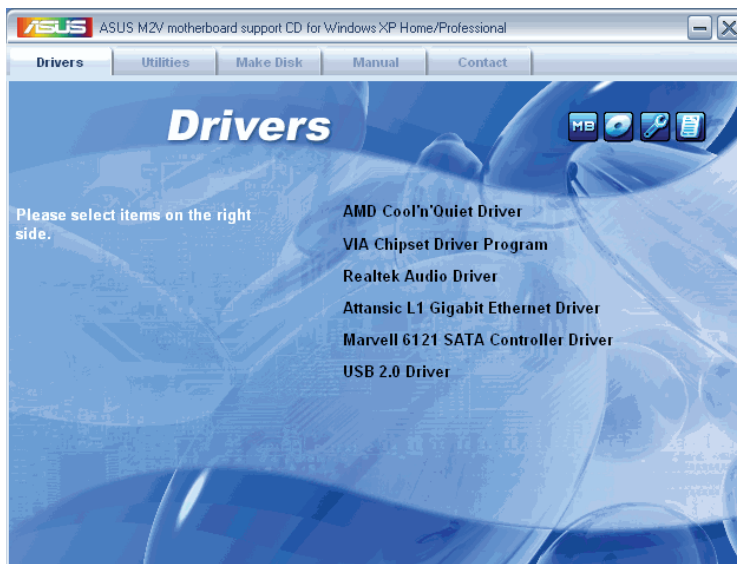 ASUS ASUS M2V motherboard support CD for Windows XP Home/Professional
Drivers Utilities Make Disk Manual Contact
Drivers
MB
Please select items on the right
side.
AMD Cool'n'Quiet Driver
VIA Chipset Driver Program
Realtek Audio Driver
Attansic L1 Gigabit Ethernet Driver
Marvell 6121 SATA Controller Driver
USB 2.0 Driver